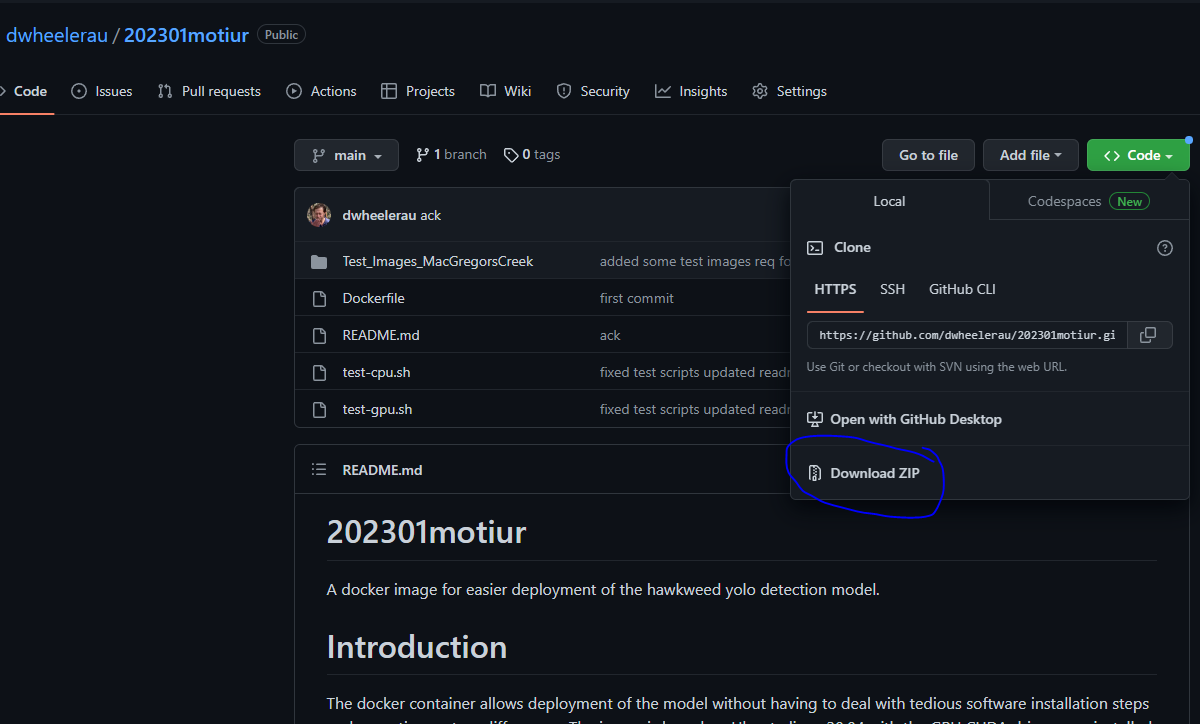 dwheelerau / 202301motiur Public
Code Issues Pull requests Actions Projects Wiki Security Insights Settings
main 1 branch 0 tags Go to file Add file Code
dwheelerau ack
Test_Images_MacGregorsCreek added some test images req fo
Dockerfile first commit
README.md ack
test-cpu.sh fixed test scripts updated readr
test-gpu.sh fixed test scripts updated readr
Local Codespaces New
Clone
HTTPS SSH GitHub CLI
https://github.com/dwheelerau/202301motiur.gi
Use Git or checkout with SVN using the web URL.
Open with GitHub Desktop
Download ZIP
README.md
202301motiur
A docker image for easier deployment of the hawkweed yolo detection model.
Introduction
The docker container allows deployment of the model without having to deal with tedious software installation steps